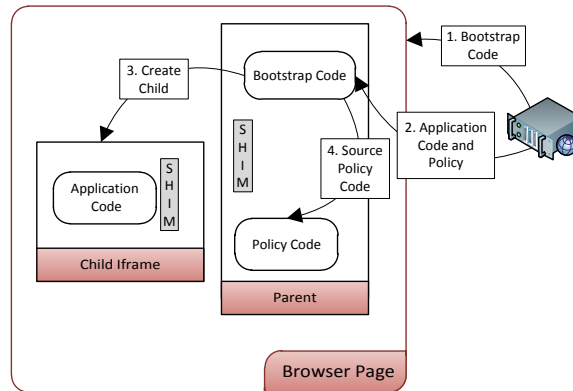 1. Bootstrap
Code
3. Create
Child
Bootstrap Code
2. Application
Code and
Policy
4. Source
Policy
Code
S
H
I
M
S
H
I
M
Application
Code
Policy Code
Child Iframe
Parent
Browser Page